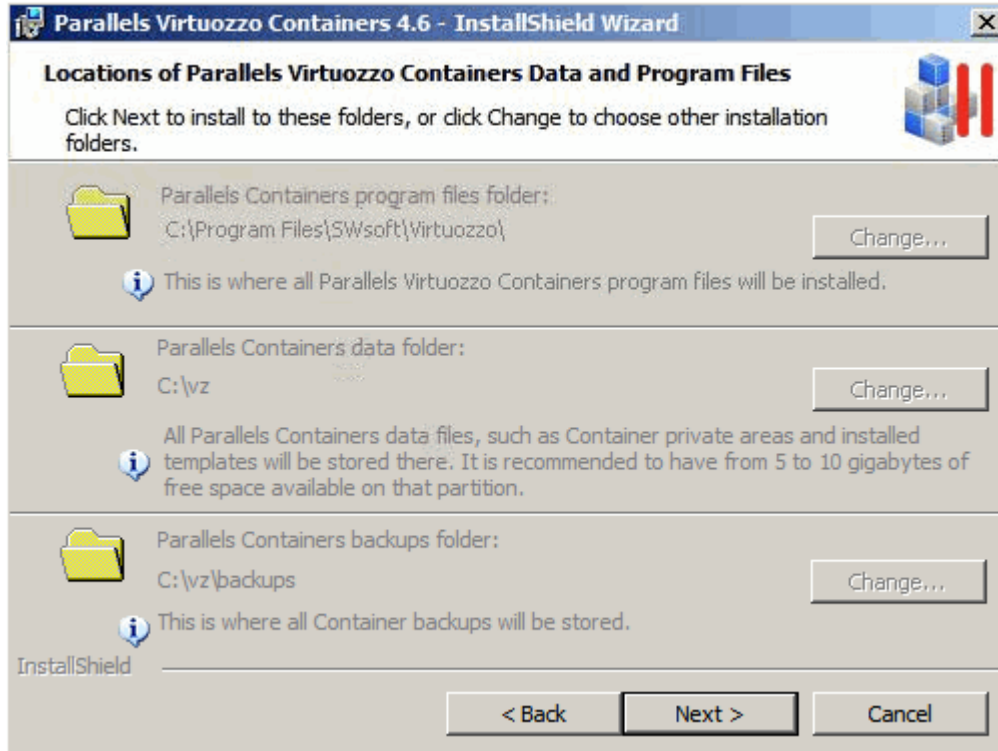 Parallels Virtuozzo Containers 4.6 - InstallShield Wizard
Locations of Parallels Virtuozzo Containers Data and Program Files
Click Next to install to these folders, or click Change to choose other installation
folders.
Parallels Containers program files folder:
C:\Program Files\SWsoft\Virtuozzo\
Change...
This is where all Parallels Virtuozzo Containers program files will be installed.
Parallels Containers data folder:
C:\vz
Change...
All Parallels Containers data files, such as Container private areas and installed
templates will be stored there. It is recommended to have from 5 to 10 gigabytes of
free space available on that partition.
Parallels Containers backups folder:
C:\vz\backups
Change...
This is where all Container backups will be stored.
InstallShield
< Back
Next >
Cancel